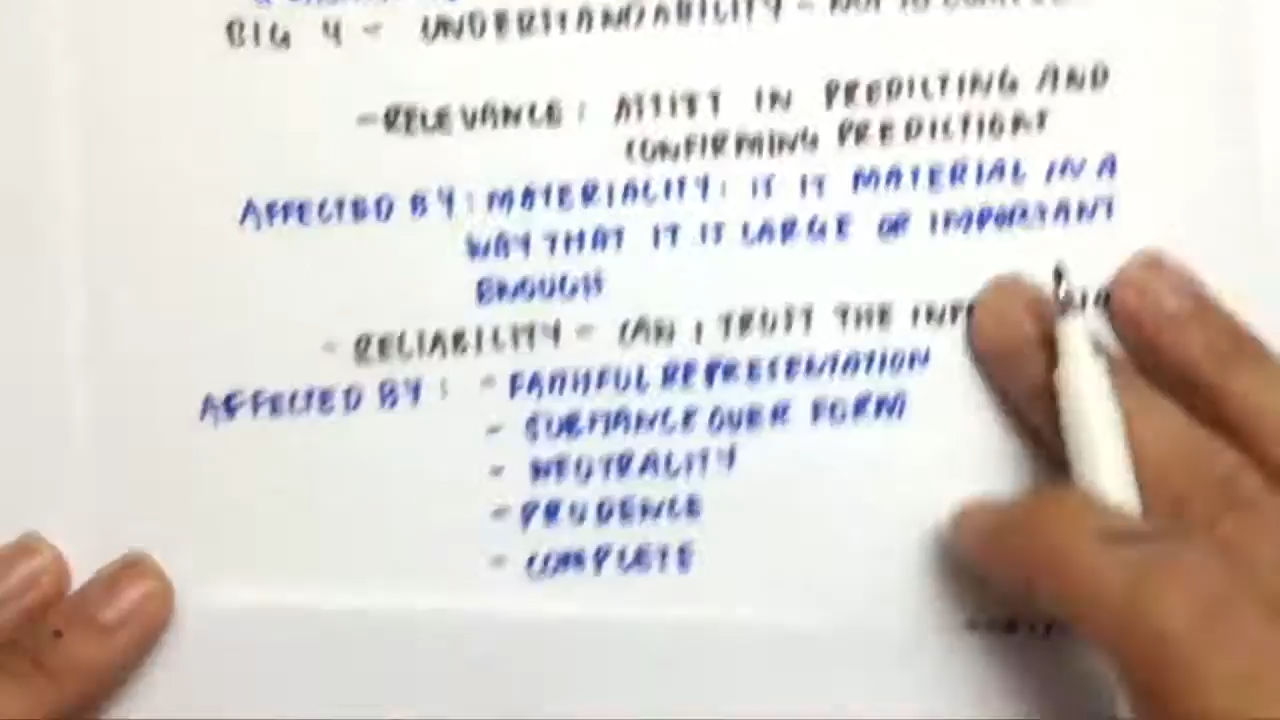 BIG 4 - UNDERSTANDABILITY - NOT
- RELEVANCE: ASSIST IN PREDICTING AND
CONFIRMING PREDICTIONS
AFFECTED BY: MATERIALITY: IT IS MATERIAL IN A
WAY THAT IT IS LARGE OR IMPORTANT
ENOUGH
- RELIABILITY - CAN I TRUST THE
AFFECTED BY: - FAITHFUL REPRESENTATION
- SUBSTANCE OVER FORM
- NEUTRALITY
- PRUDENCE
- COMPLETE